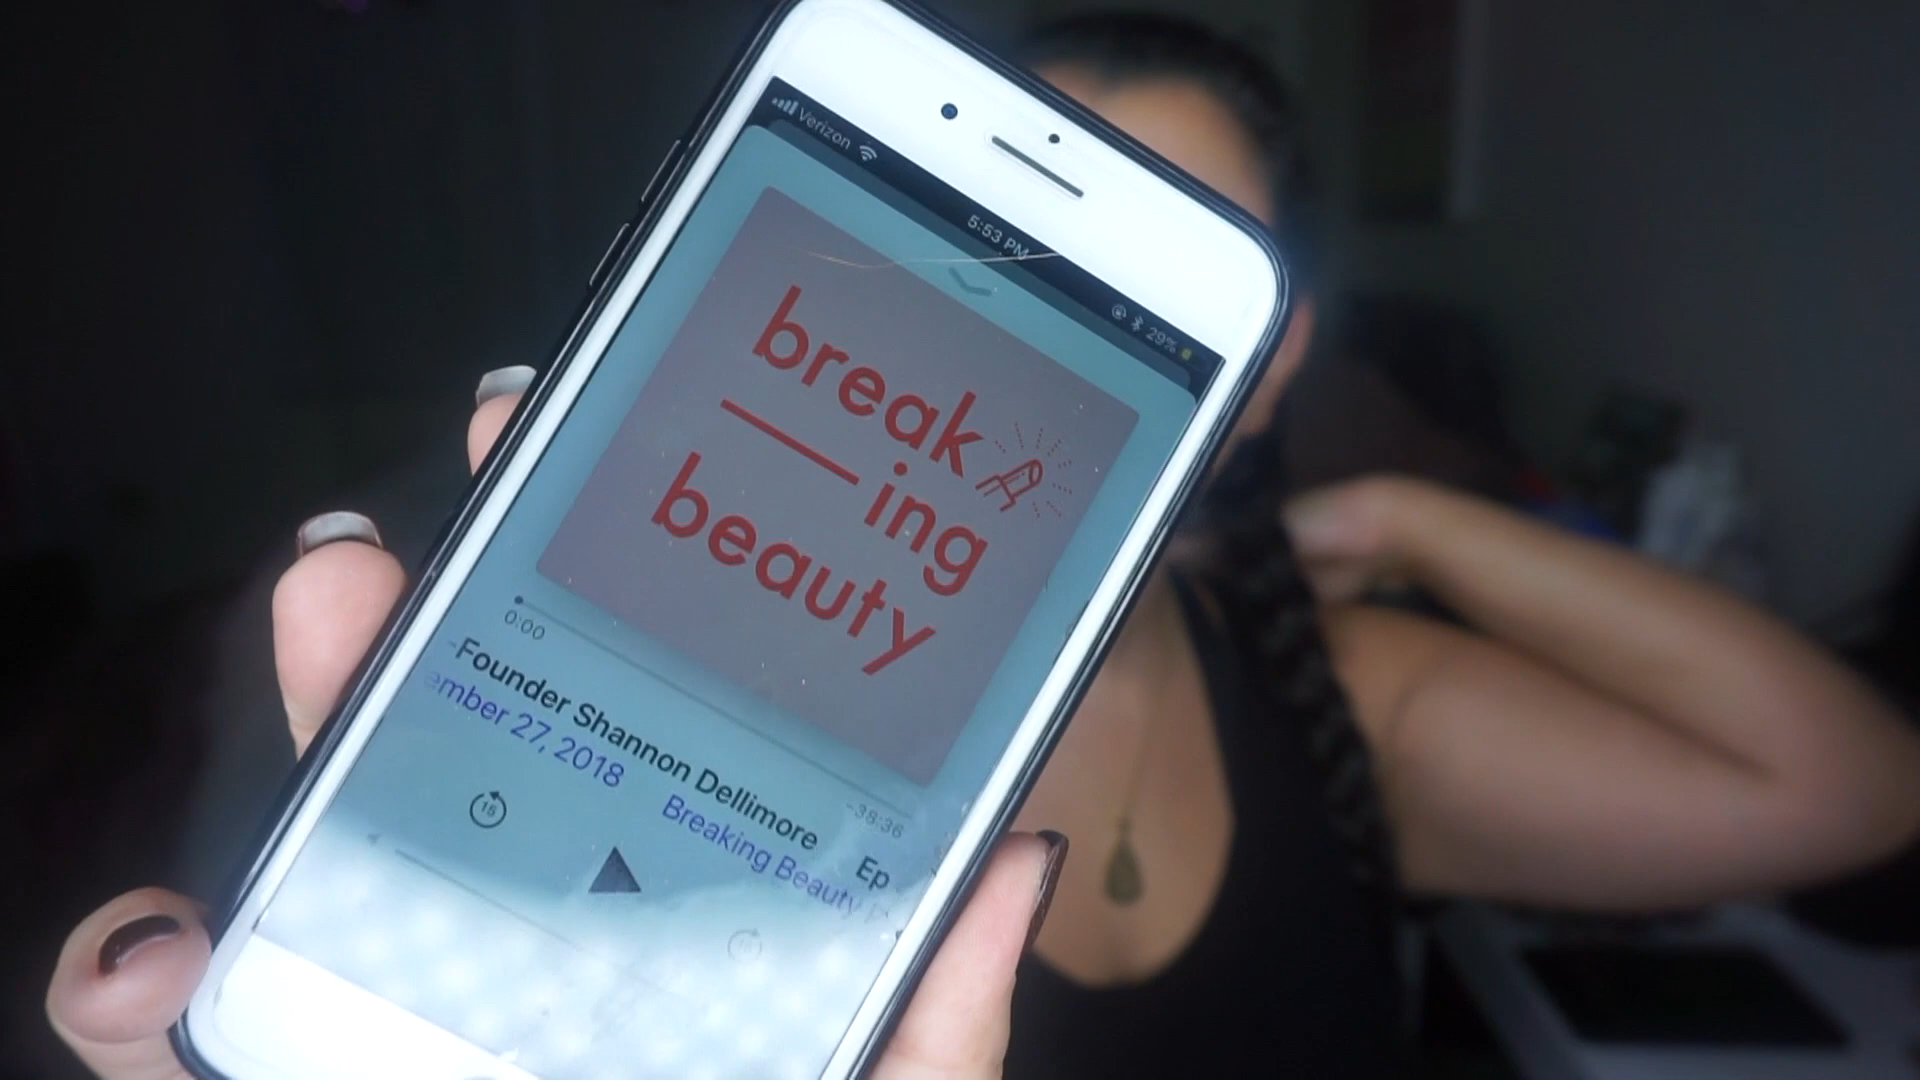 Verizon
5:53 PM
29%
break
ing
beauty
0:00
-38:36
-Founder Shannon Dellimore Ep
ember 27, 2018 Breaking Beauty
15